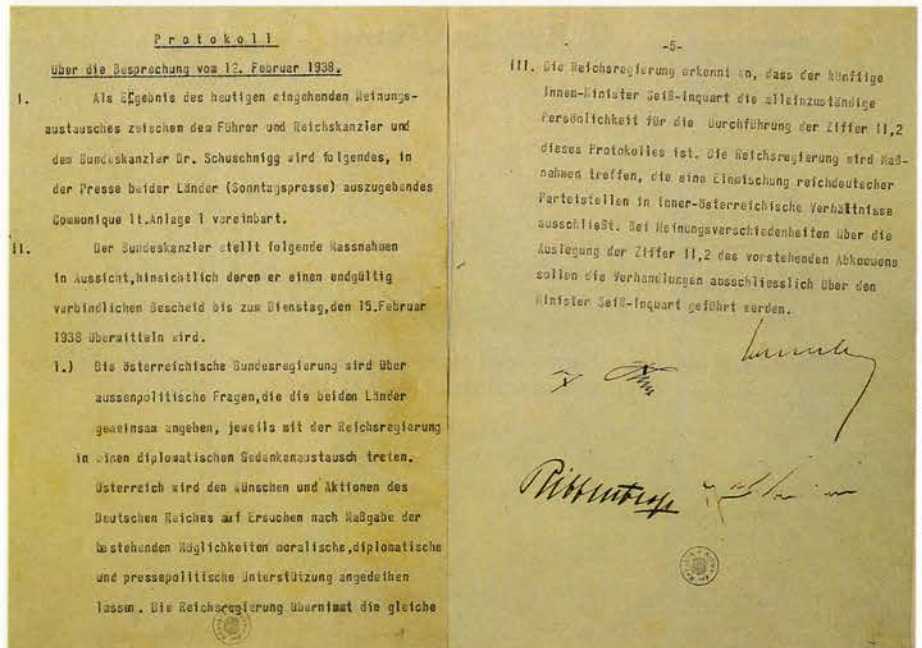 Protokoll
über die Besprechung vom 12. Februar 1938.
I. Als Ergebnis des heutigen eingehenden Meinungs-
austausches zwischen dem Führer und Reichskanzler und
dem Bundeskanzler Dr. Schuschnigg wird folgendes, in
der Presse beider Länder (Sonntagspresse) auszugebendes
Communique lt.Anlage 1 vereinbart.
II. Der Bundeskanzler stellt folgende Massnahmen
in Aussicht,hinsichtlich deren er einen endgültig
verbindlichen Bescheid bis zum Dienstag,den 15.Februar
1938 übermitteln wird.
1.) Die österreichische Bundesregierung wird über
aussenpolitische Fragen,die die beiden Länder
gemeinsam angehen, jeweils mit der Reichsregierung
in einen diplomatischen Gedankenaustausch treten.
Österreich wird den Wünschen und Aktionen des
Deutschen Reiches auf Ersuchen nach Maßgabe der
bestehenden Möglichkeiten moralische,diplomatische
und pressepolitische Unterstützung angedeihen
lassen. Die Reichsregierung übernimmt die gleiche
-5-
III. Die Reichsregierung erkennt an, dass der künftige
Innen-Minister Seiß-Inquart die alleinzuständige
Persönlichkeit für die Durchführung der Ziffer II,2
dieses Protokolles ist. Die Reichsregierung wird Maß-
nahmen treffen, die eine Einmischung reichdeutscher
Parteistellen in inner-österreichische Verhältnisse
ausschließt. Bei Meinungsverschiedenheiten über die
Auslegung der Ziffer II,2 des vorstehenden Abkommens
sollen die Verhandlungen ausschliesslich über den
Minister Seiß-Inquart geführt werden.
Ribbentrop